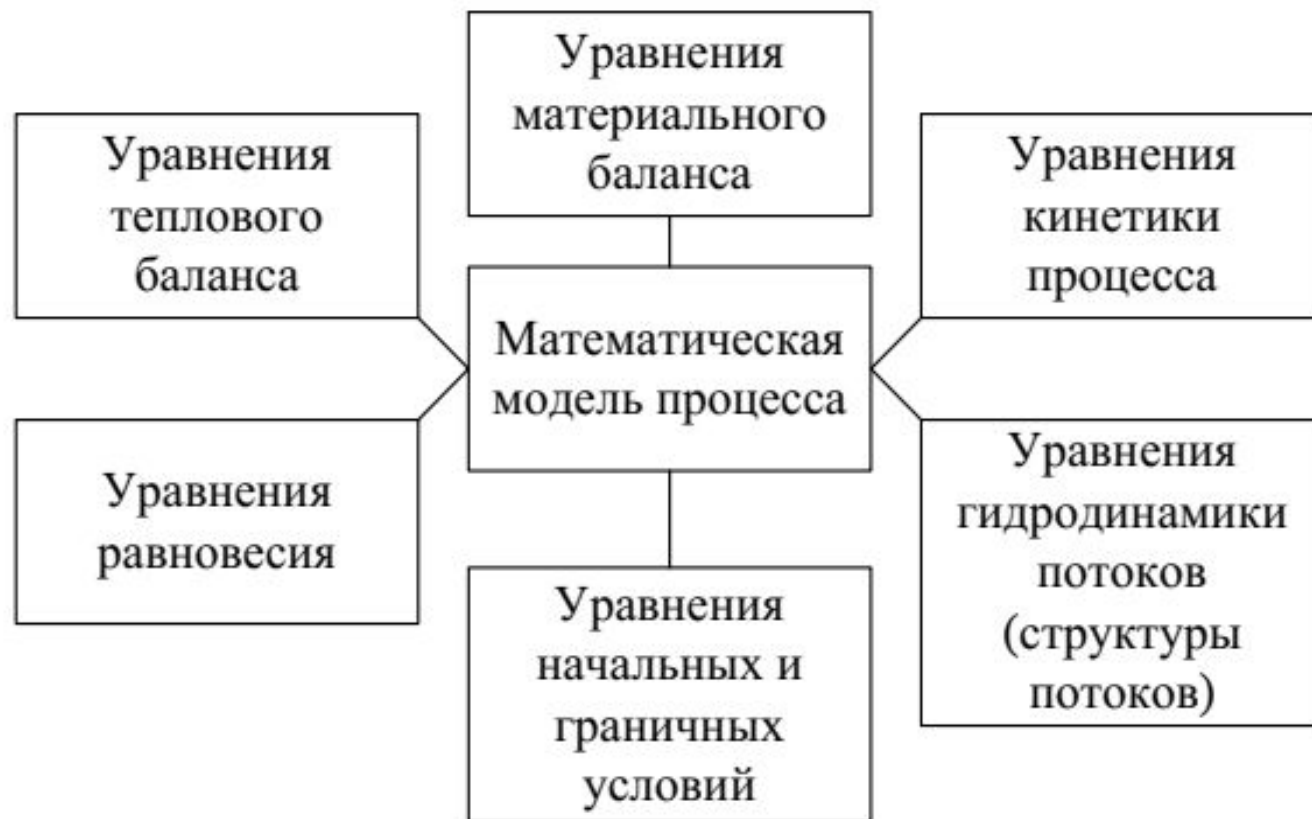 Уравнения
материального
баланса
Уравнения
теплового
баланса
Уравнения
кинетики
процесса
Математическая
модель процесса
Уравнения
равновесия
Уравнения
гидродинамики
потоков
(структуры
потоков)
Уравнения
начальных и
граничных
условий